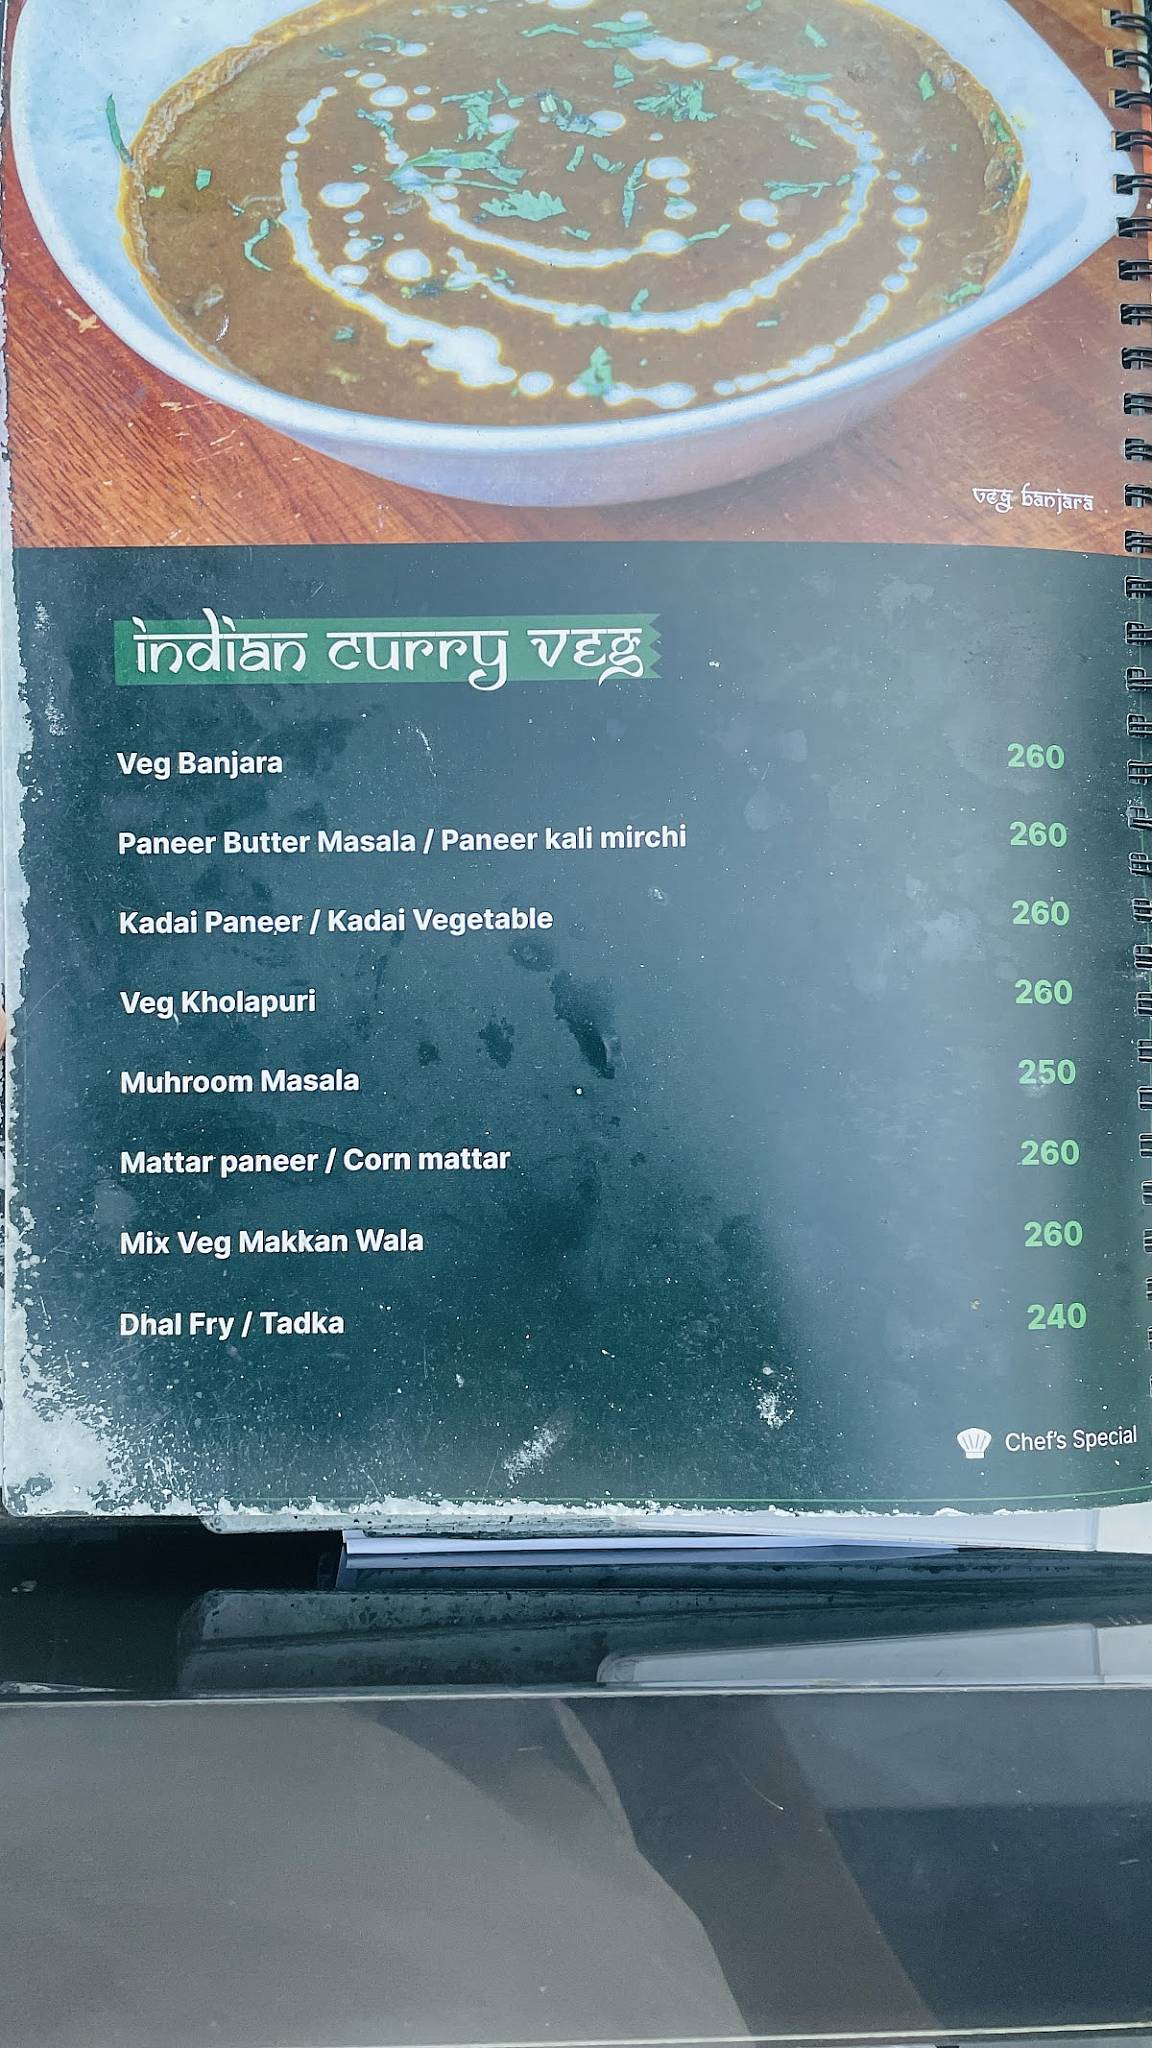 veg banjara
indian curry veg
Veg Banjara 260
Paneer Butter Masala / Paneer kali mirchi 260
Kadai Paneer / Kadai Vegetable 260
Veg Kholapuri 260
Muhroom Masala 250
Mattar paneer / Corn mattar 260
Mix Veg Makkan Wala 260
Dhal Fry / Tadka 240
Chef's Special